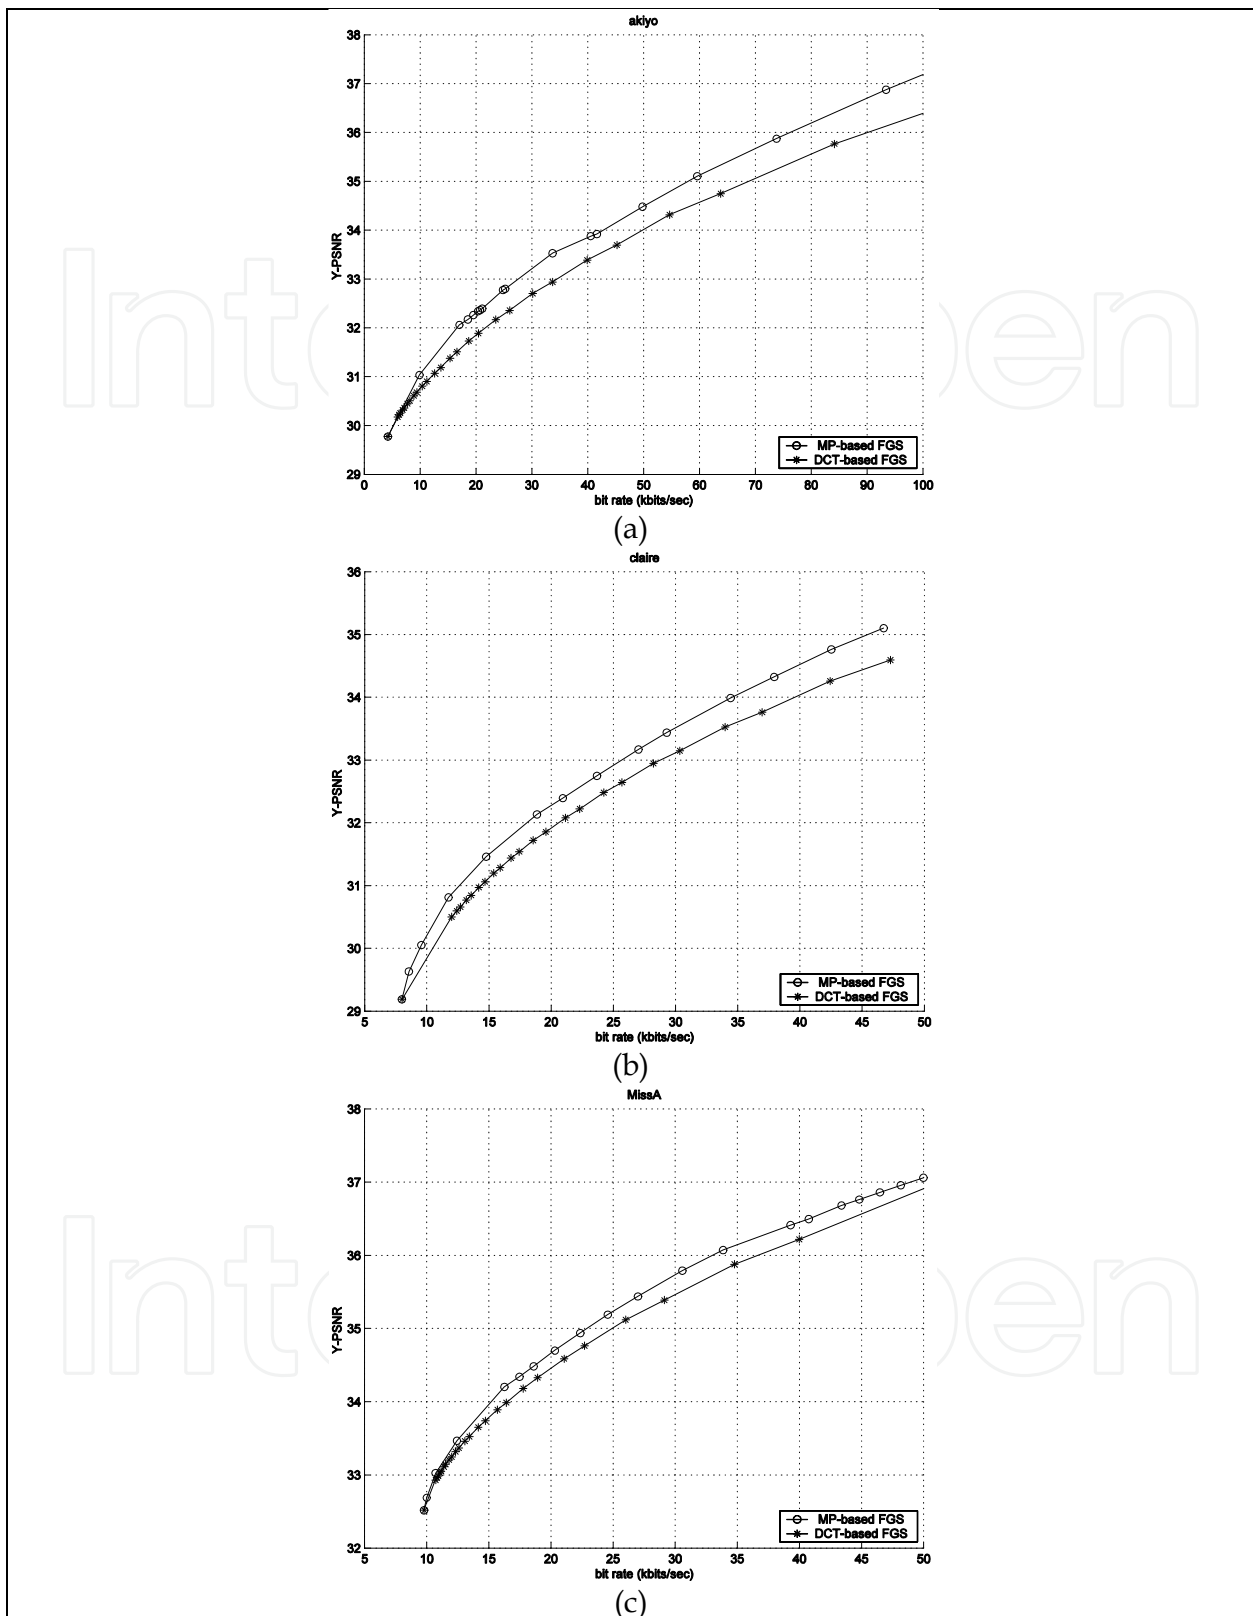 akiyo
38
37
36
35
34
33
32
31
30
29
Y-PSNR
MP-based FGS
DCT-based FGS
0 10 20 30 40 50 60 70 80 90 100
bit rate (kbits/sec)
(a)
claire
36
35
34
33
32
31
30
29
Y-PSNR
MP-based FGS
DCT-based FGS
5 10 15 20 25 30 35 40 45 50
bit rate (kbits/sec)
(b)
MissA
38
37
36
35
34
33
32
Y-PSNR
MP-based FGS
DCT-based FGS
5 10 15 20 25 30 35 40 45 50
bit rate (kbits/sec)
(c)